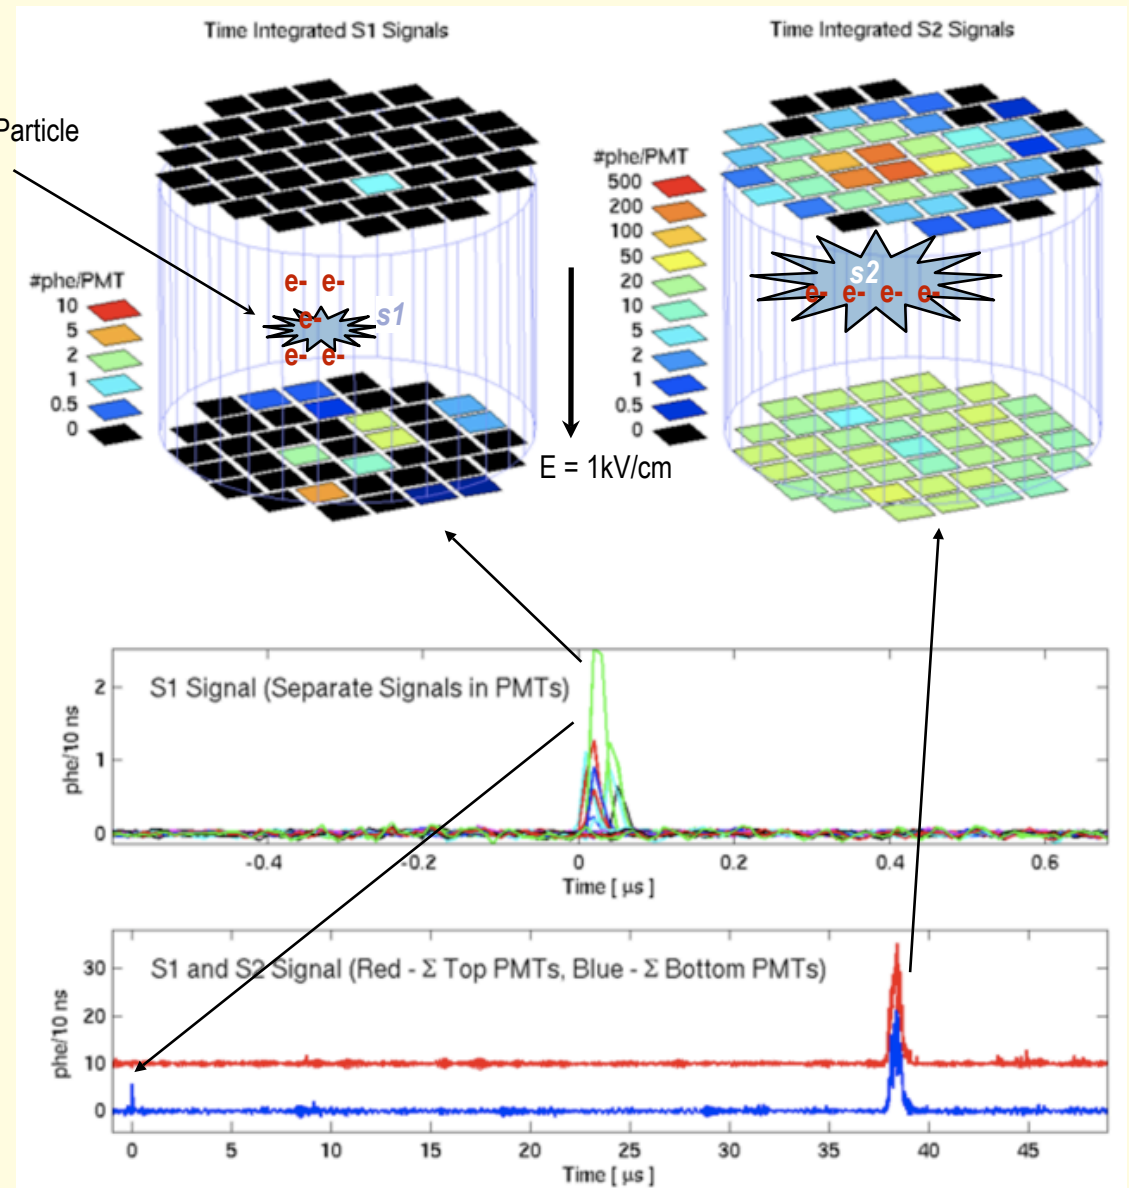 Time Integrated S1 Signals
Time Integrated S2 Signals
Particle
#phe/PMT
10
5
2
1
0.5
0
e- e-
e-
s1
e- e-
#phe/PMT
500
200
100
50
20
10
5
2
1
0.5
0
s2
e- e- e- e-
E = 1kV/cm
S1 Signal (Separate Signals in PMTs)
phe/10 ns
2
1
0
-0.4 -0.2 0 0.2 0.4 0.6
Time [ µs ]
S1 and S2 Signal (Red - Σ Top PMTs, Blue - Σ Bottom PMTs)
phe/10 ns
30
20
10
0
0 5 10 15 20 25 30 35 40 45
Time [ µs ]